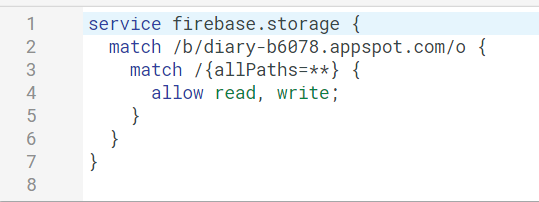 1 service firebase.storage {
2 match /b/diary-b6078.appspot.com/o {
3 match /{allPaths=**} {
4 allow read, write;
5 }
6 }
7 }
8